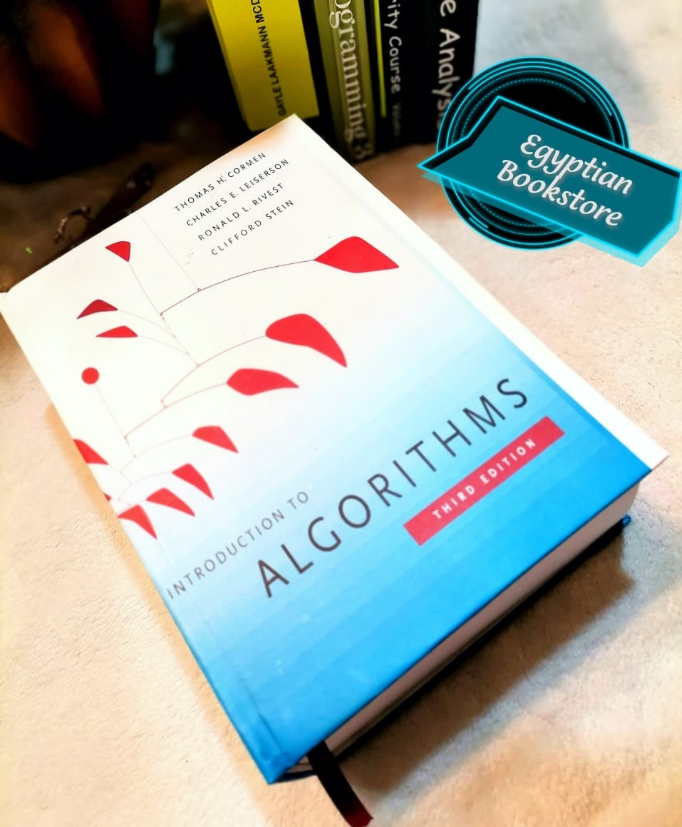 GAYLE LAAKMANN MCD
ogramming 3
ity Course
e Analys
Egyptian
Bookstore
THOMAS H. CORMEN
CHARLES E. LEISERSON
RONALD L. RIVEST
CLIFFORD STEIN
INTRODUCTION TO
ALGORITHMS
THIRD EDITION